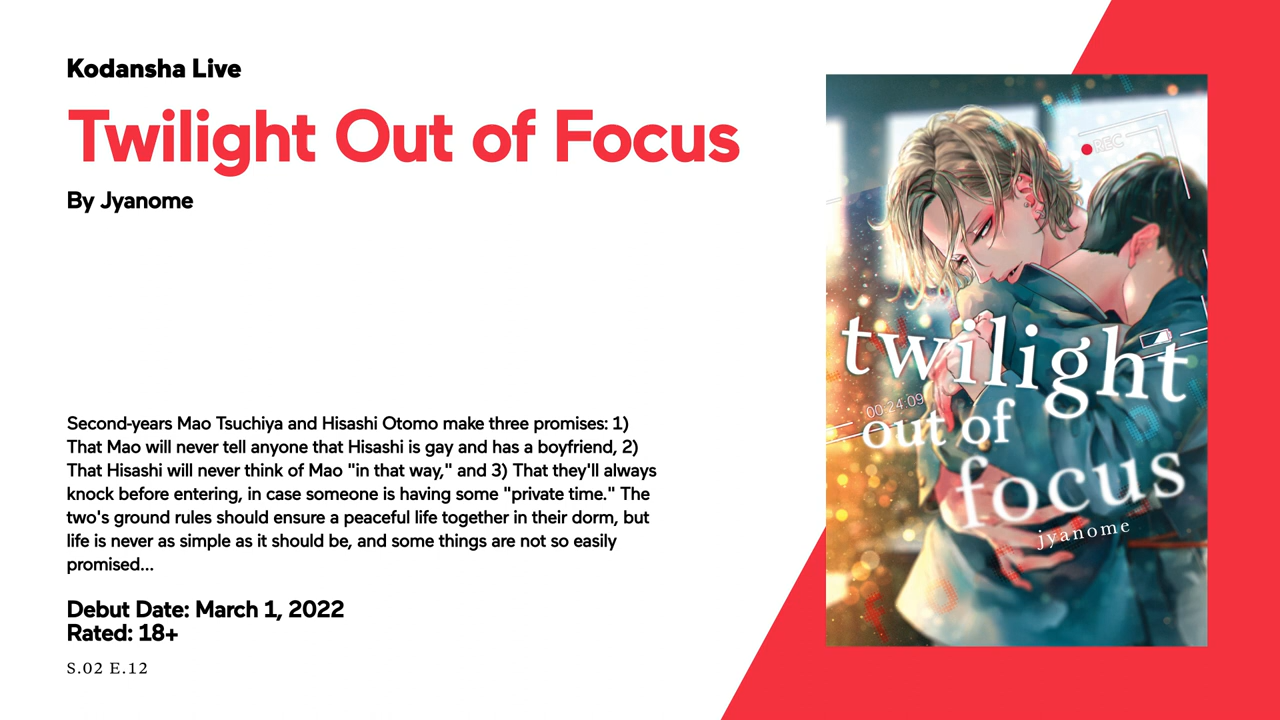 Kodansha Live
Twilight Out of Focus
By Jyanome
Second-years Mao Tsuchiya and Hisashi Otomo make three promises: 1)
That Mao will never tell anyone that Hisashi is gay and has a boyfriend, 2)
That Hisashi will never think of Mao "in that way," and 3) That they'll always
knock before entering, in case someone is having some "private time." The
two's ground rules should ensure a peaceful life together in their dorm, but
life is never as simple as it should be, and some things are not so easily
promised...
Debut Date: March 1, 2022
Rated: 18+
S.02 E.12
REC
twilight
00:24:09
out of
focus
jyanome